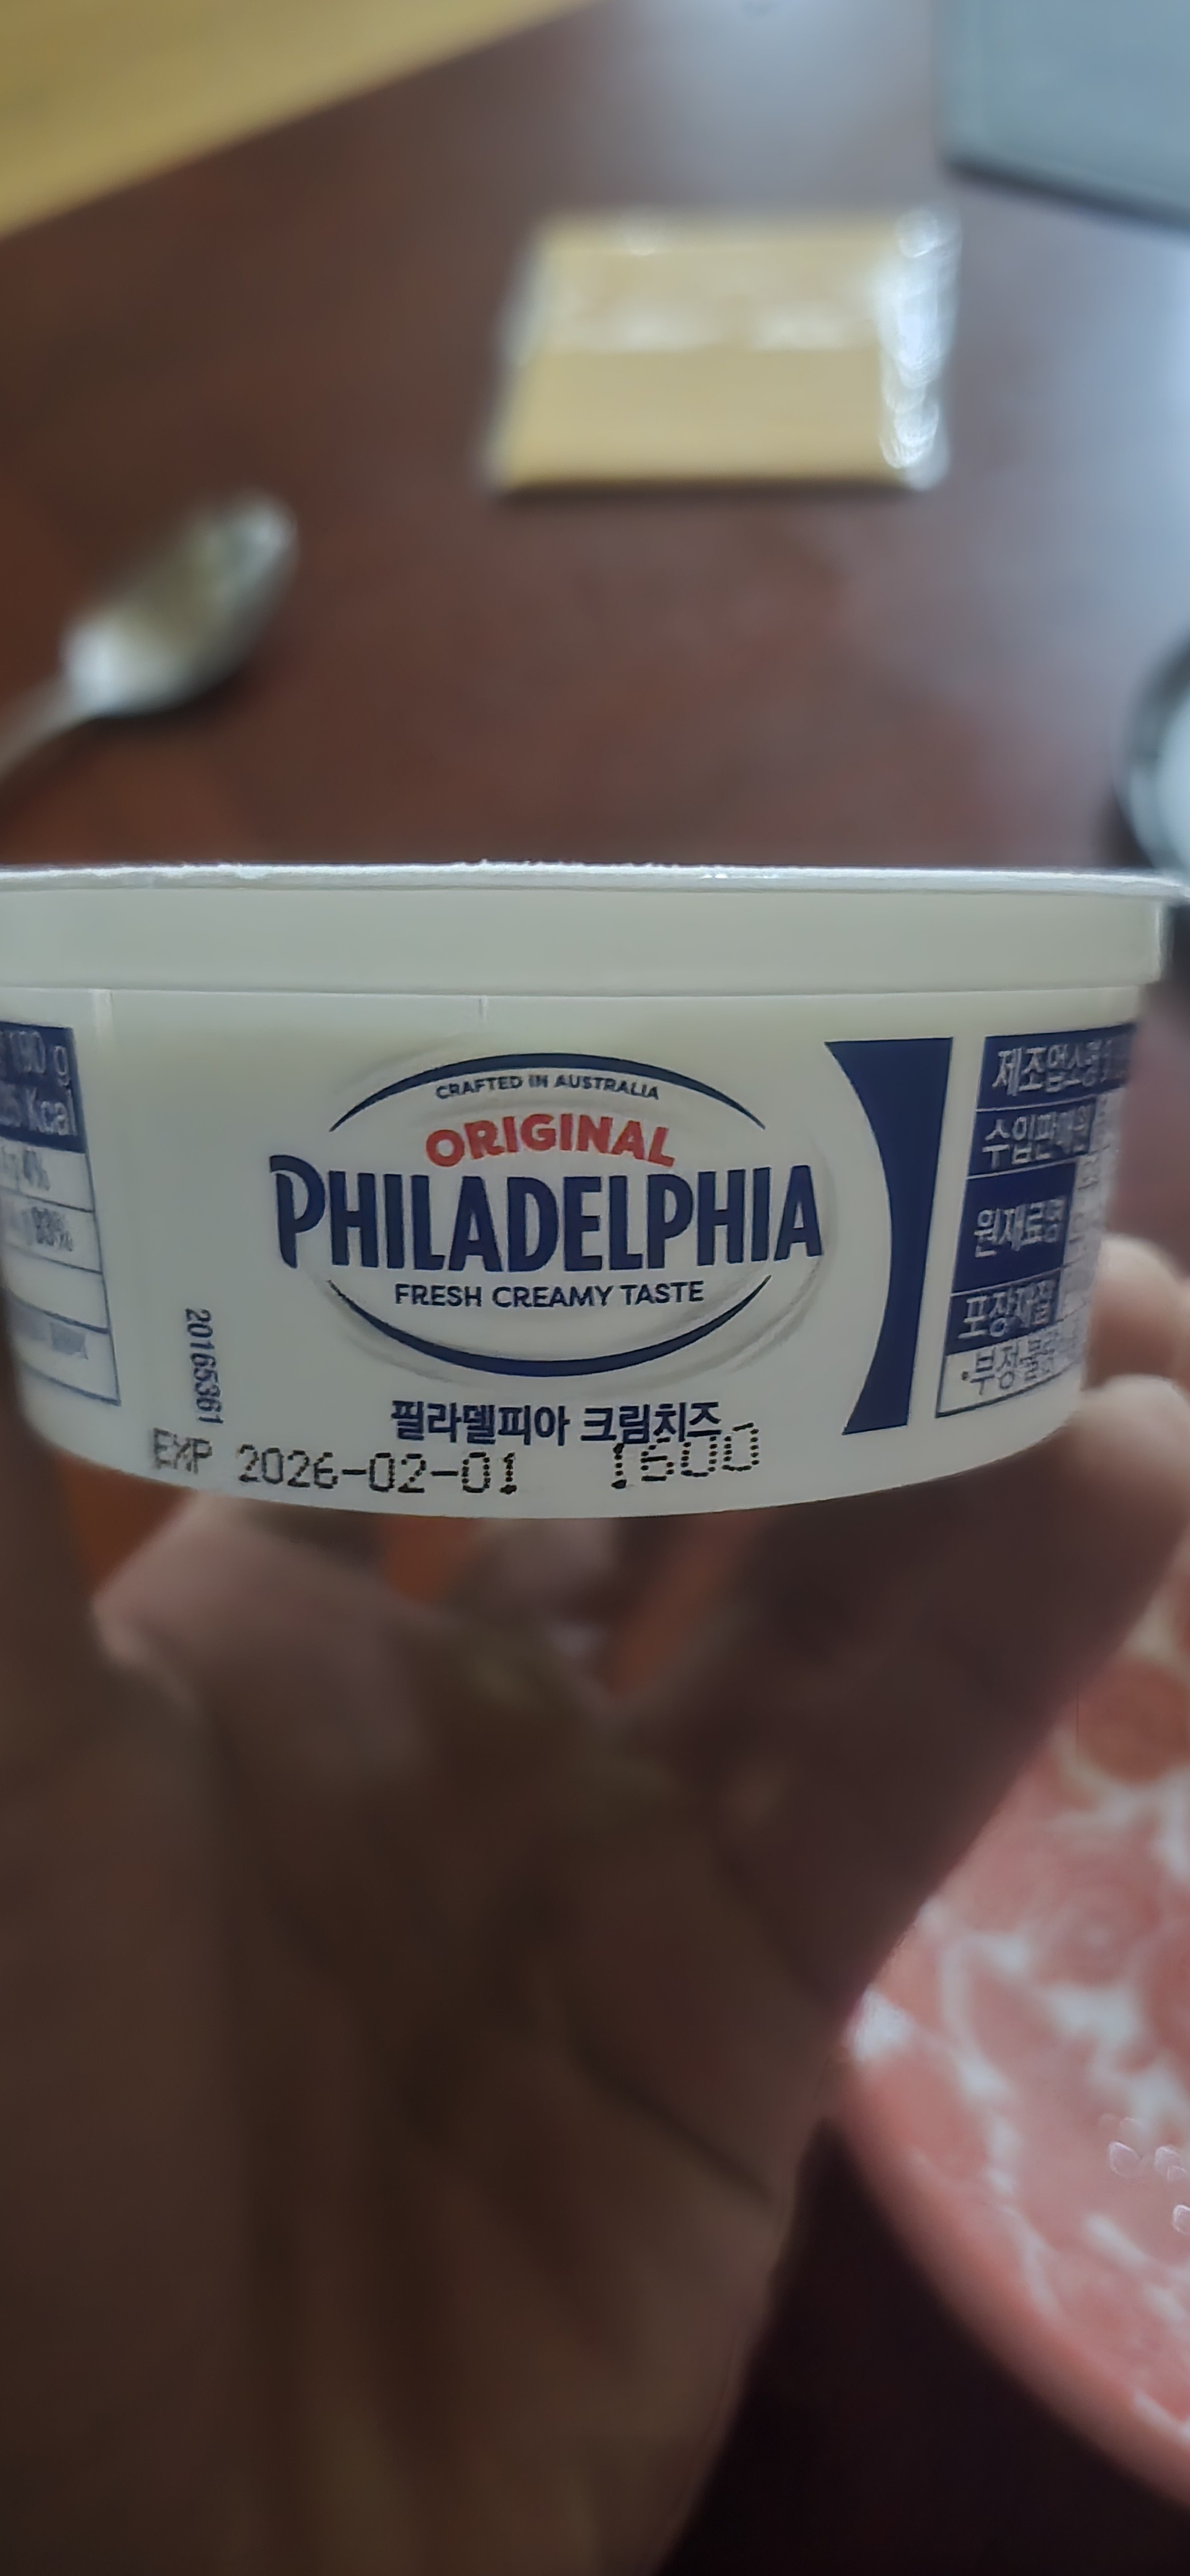 CRAFTED IN AUSTRALIA
ORIGINAL
PHILADELPHIA
FRESH CREAMY TASTE
필라델피아 크림치즈
20165361
EXP 2026-02-01 1600
g
Kcal
4%
93%
제조업소명
수입판매원
원재료명
포장재질